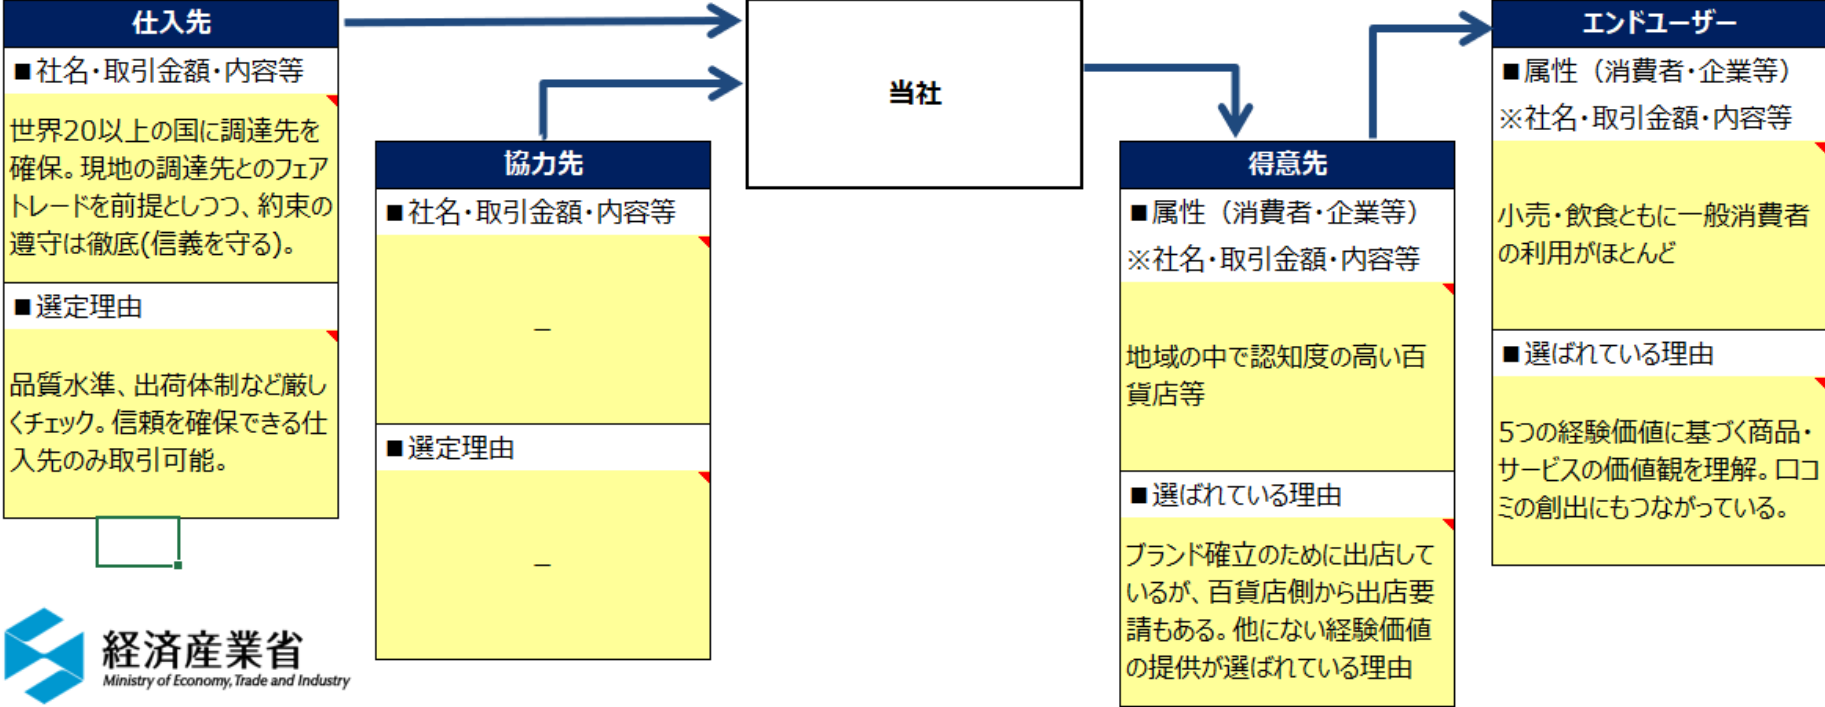 仕入先
■社名・取引金額・内容等
世界20以上の国に調達先を
確保。現地の調達先とのフェア
トレードを前提としつつ、約束の
遵守は徹底(信義を守る)。
■選定理由
品質水準、出荷体制など厳し
くチェック。信頼を確保できる仕
入先のみ取引可能。
協力先
■社名・取引金額・内容等
－
■選定理由
－
当社
得意先
■属性（消費者・企業等）
※社名・取引金額・内容等
地域の中で認知度の高い百
貨店等
■選ばれている理由
ブランド確立のために出店して
いるが、百貨店側から出店要
請もある。他にない経験価値
の提供が選ばれている理由
エンドユーザー
■属性（消費者・企業等）
※社名・取引金額・内容等
小売・飲食ともに一般消費者
の利用がほとんど
■選ばれている理由
5つの経験価値に基づく商品・
サービスの価値観を理解。口コ
ミの創出にもつながっている。
経済産業省
Ministry of Economy, Trade and Industry